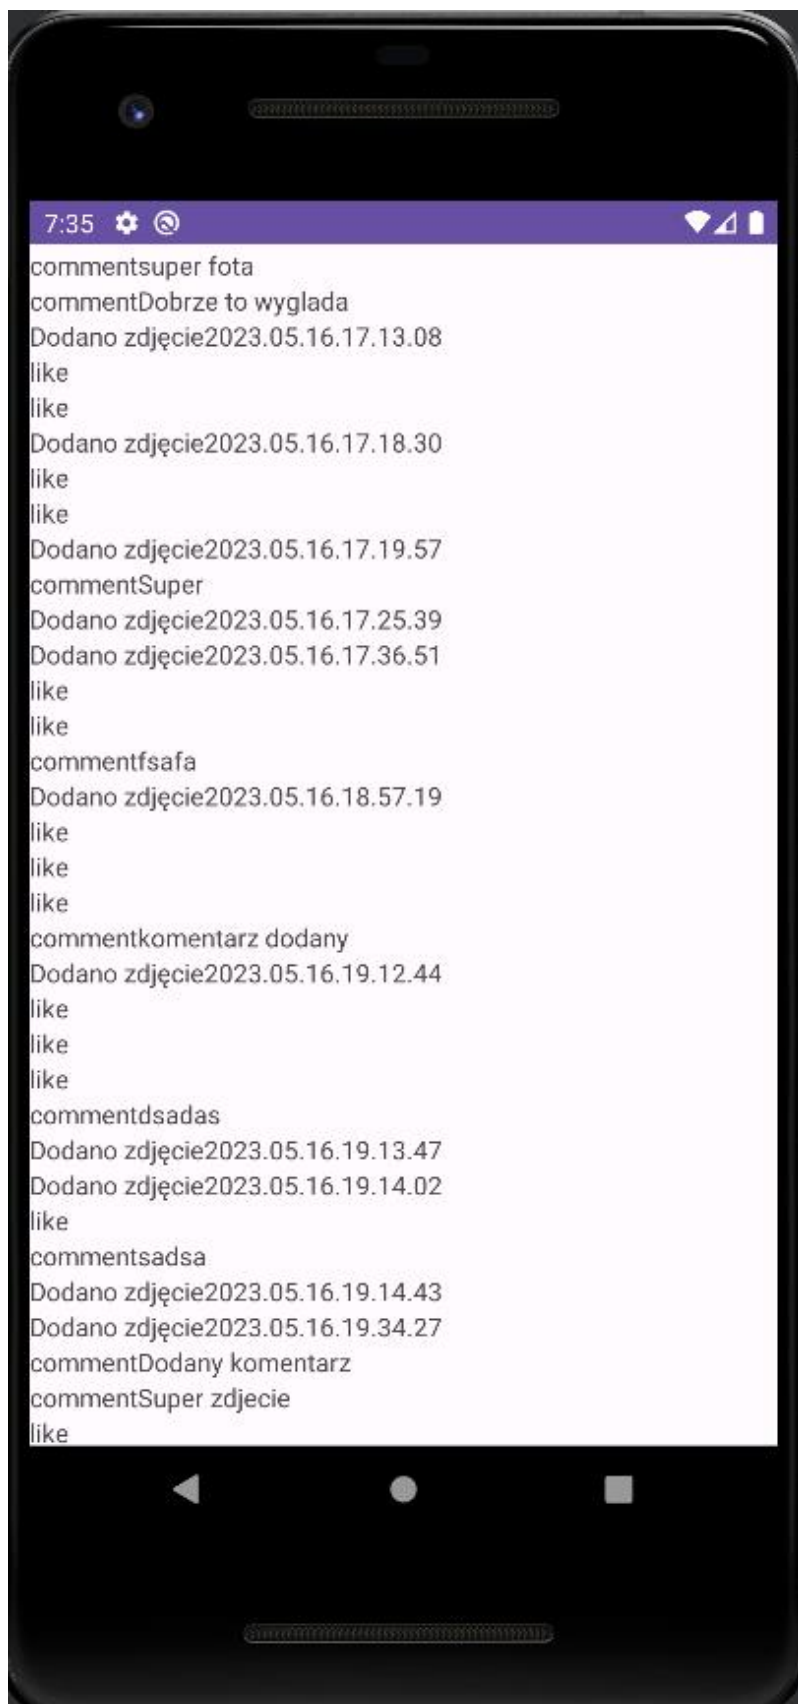 7:35
commentsuper fota
commentDobrze to wyglada
Dodano zdjęcie2023.05.16.17.13.08
like
like
Dodano zdjęcie2023.05.16.17.18.30
like
like
Dodano zdjęcie2023.05.16.17.19.57
commentSuper
Dodano zdjęcie2023.05.16.17.25.39
Dodano zdjęcie2023.05.16.17.36.51
like
like
commentfsafa
Dodano zdjęcie2023.05.16.18.57.19
like
like
like
commentkomentarz dodany
Dodano zdjęcie2023.05.16.19.12.44
like
like
like
commentdsadas
Dodano zdjęcie2023.05.16.19.13.47
Dodano zdjęcie2023.05.16.19.14.02
like
commentsadsa
Dodano zdjęcie2023.05.16.19.14.43
Dodano zdjęcie2023.05.16.19.34.27
commentDodany komentarz
commentSuper zdjecie
like